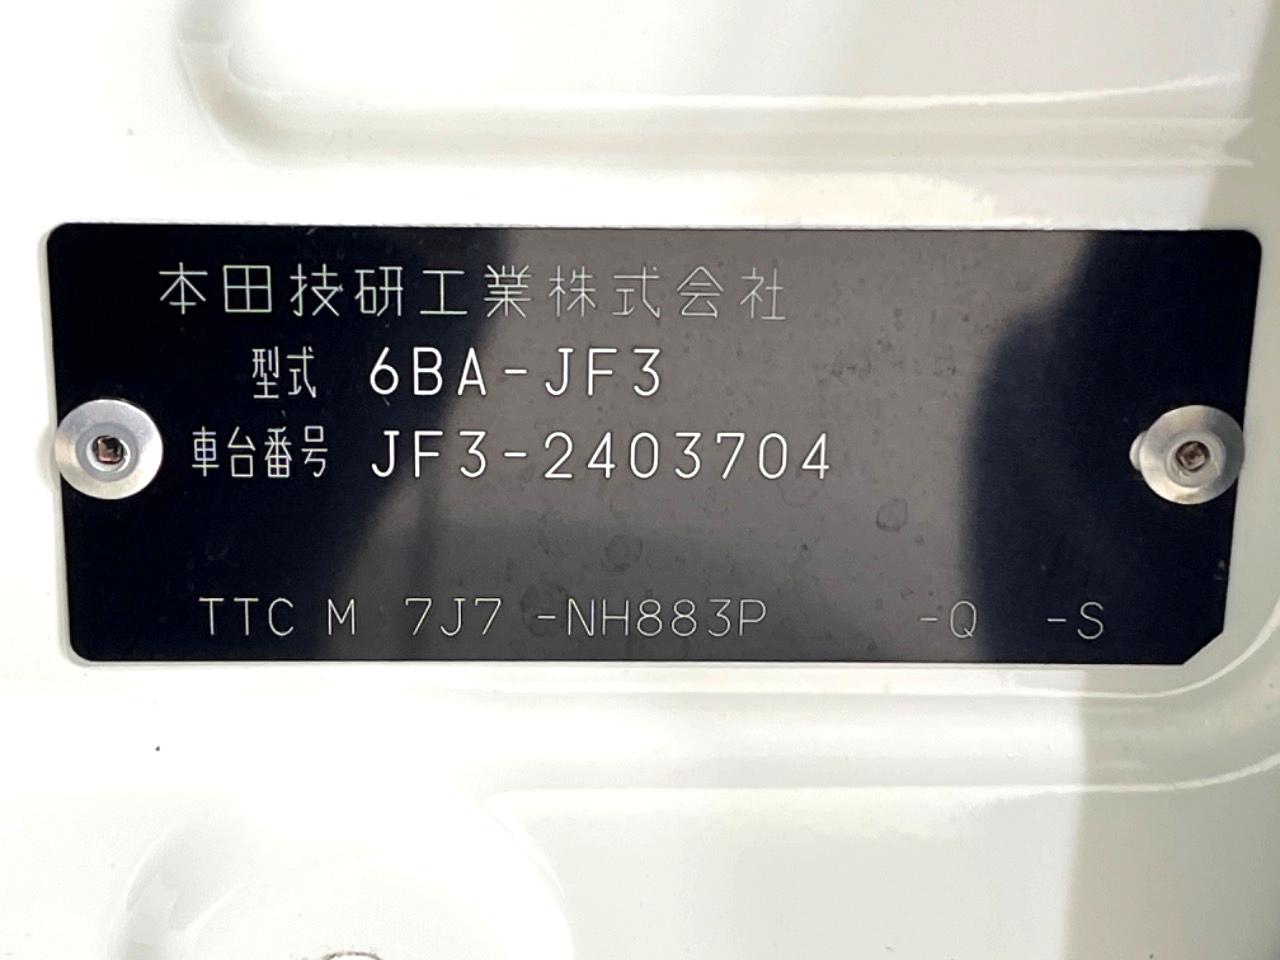 本田技研工業株式会社
型式 6BA-JF3
車台番号 JF3-2403704
TTC M 7J7 -NH883P -Q -S